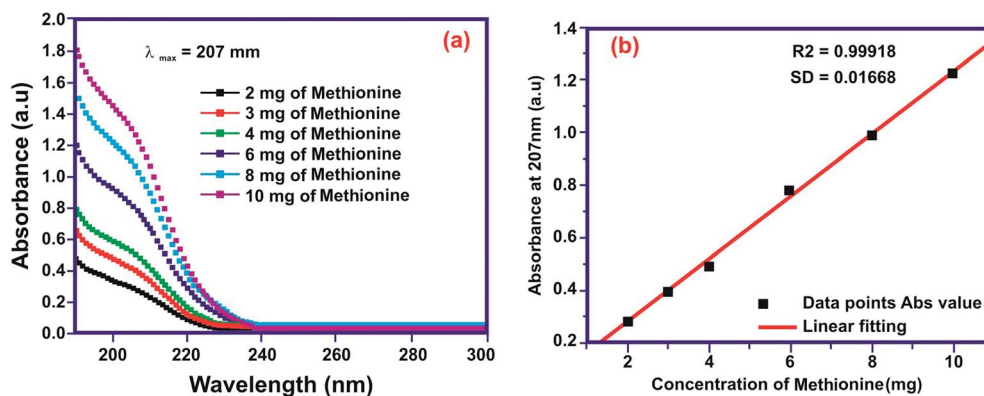 (a)
λ max = 207 mm
2 mg of Methionine
3 mg of Methionine
4 mg of Methionine
6 mg of Methionine
8 mg of Methionine
10 mg of Methionine
Absorbance (a.u)
2.0
1.8
1.6
1.4
1.2
1.0
0.8
0.6
0.4
0.2
0.0
200 220 240 260 280 300
Wavelength (nm)
(b)
R2 = 0.99918
SD = 0.01668
Absorbance at 207nm (a.u)
1.4
1.2
1.0
0.8
0.6
0.4
0.2
Data points Abs value
Linear fitting
2 4 6 8 10
Concentration of Methionine(mg)